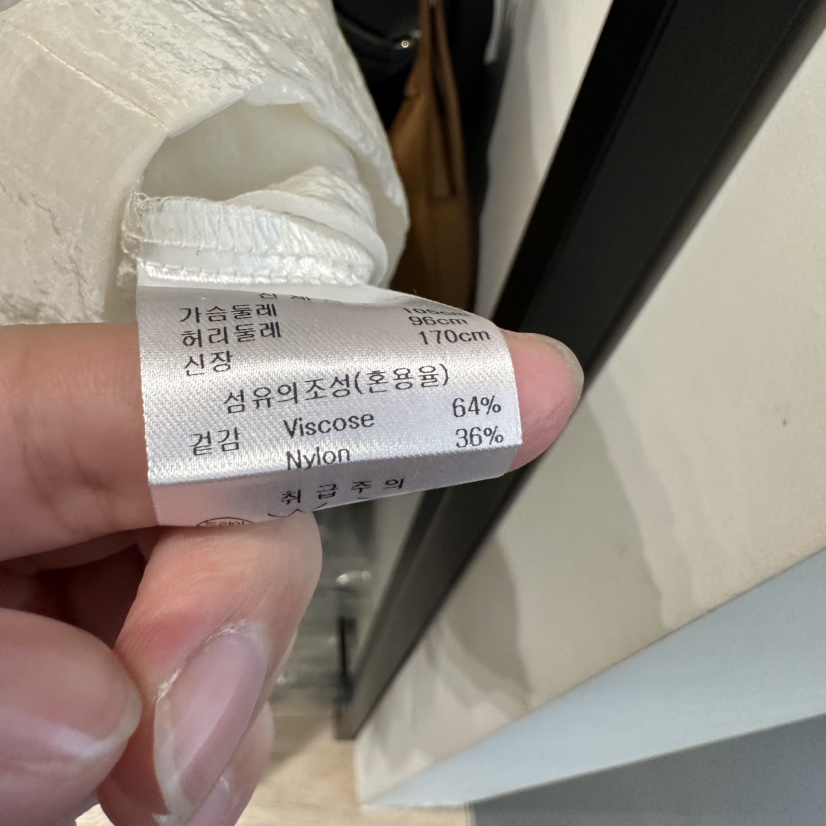 가슴둘레
허리둘레 96cm
신장 170cm
섬유의조성(혼용율)
겉감 Viscose 64%
Nylon 36%
취급주의